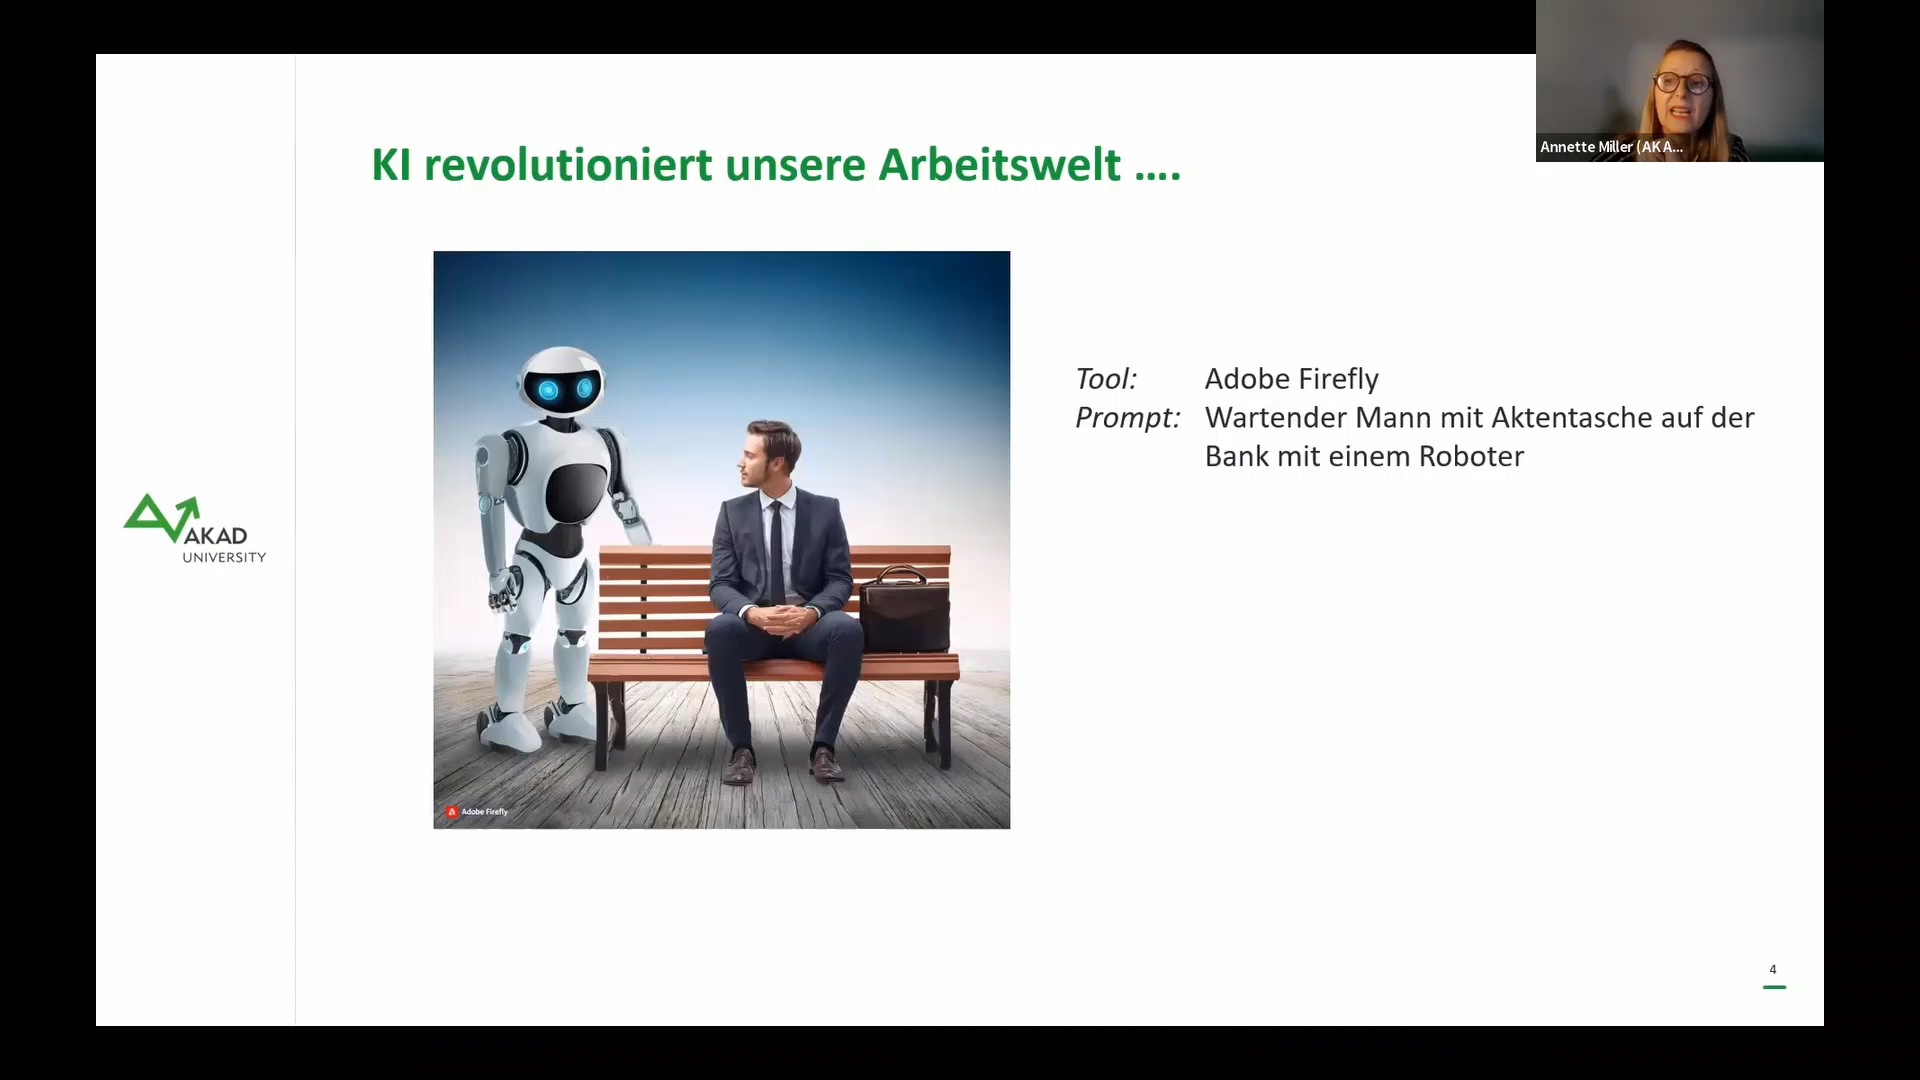 Annette Miller (AKA...
KI revolutioniert unsere Arbeitswelt ....
Tool: Adobe Firefly
Prompt: Wartender Mann mit Aktentasche auf der
Bank mit einem Roboter
AKAD
UNIVERSITY
Adobe Firefly
4